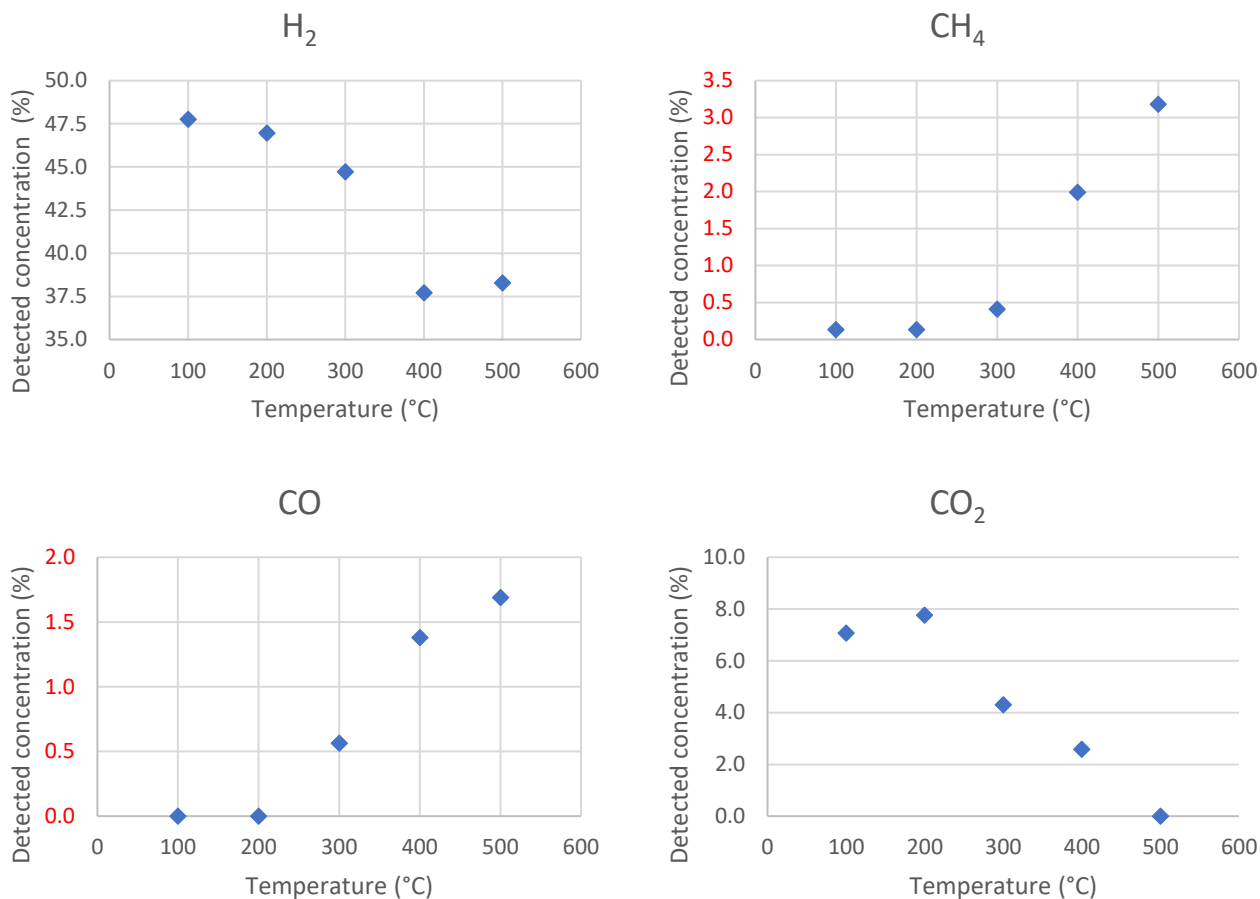 H₂
Detected concentration (%)
50.0
47.5
45.0
42.5
40.0
37.5
35.0
0 100 200 300 400 500 600
Temperature (°C)
CH₄
Detected concentration (%)
3.5
3.0
2.5
2.0
1.5
1.0
0.5
0.0
0 100 200 300 400 500 600
Temperature (°C)
CO
Detected concentration (%)
2.0
1.5
1.0
0.5
0.0
0 100 200 300 400 500 600
Temperature (°C)
CO₂
Detected concentration (%)
10.0
8.0
6.0
4.0
2.0
0.0
0 100 200 300 400 500 600
Temperature (°C)